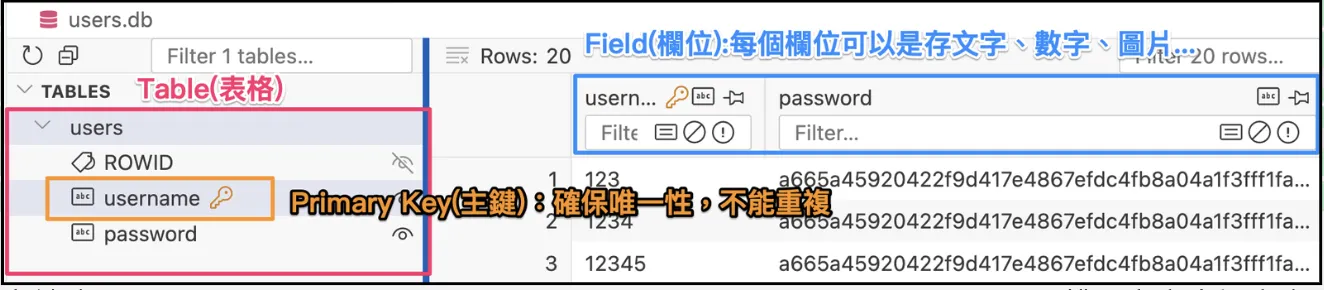 users.db
Filter 1 tables...
Rows: 20
Field(欄位):每個欄位可以是存文字、數字、圖片...
Filter 20 rows...
TABLES
Table(表格)
usern...
password
users
Filte
Filter...
ROWID
1 123 a665a45920422f9d417e4867efdc4fb8a04a1f3fff1fa...
username
Primary Key(主鍵)：確保唯一性，不能重複
2 1234 a665a45920422f9d417e4867efdc4fb8a04a1f3fff1fa...
password
3 12345 a665a45920422f9d417e4867efdc4fb8a04a1f3fff1fa...